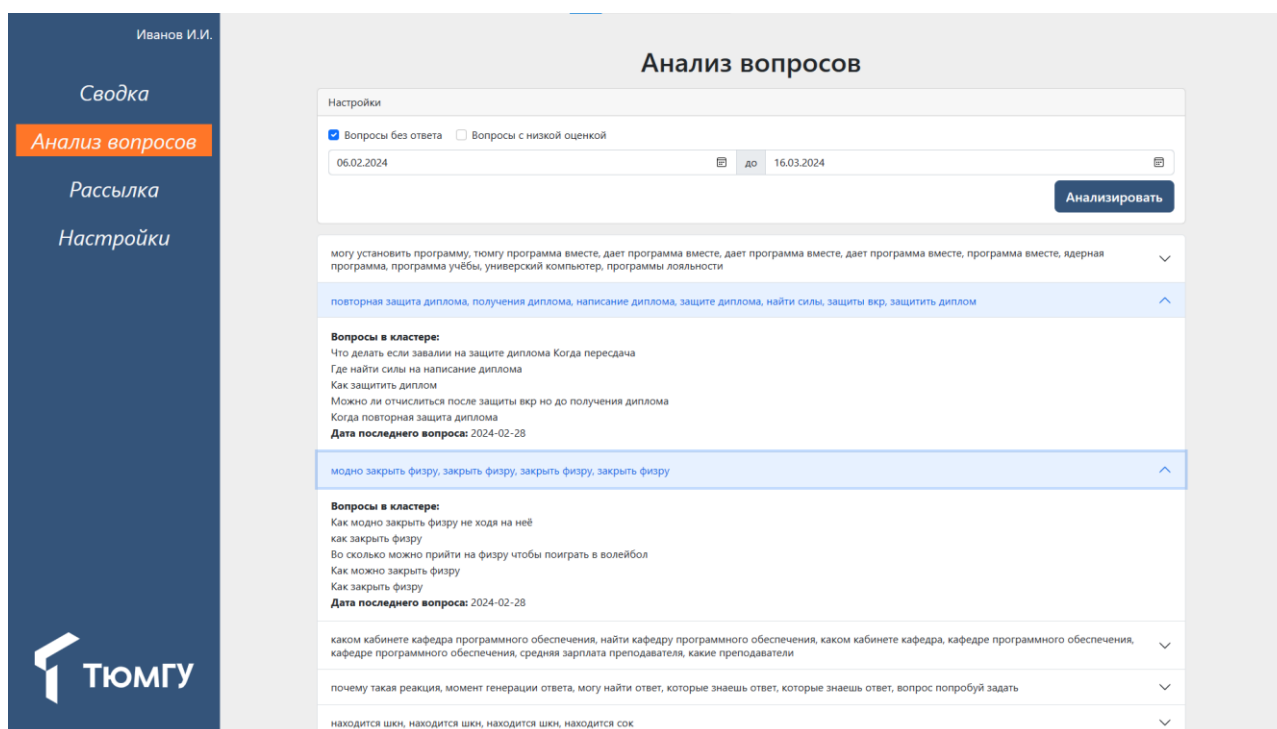 Иванов И.И.
Сводка
Анализ вопросов
Рассылка
Настройки
ТюмГУ
Анализ вопросов
Настройки
Вопросы без ответа Вопросы с низкой оценкой
06.02.2024 до 16.03.2024
Анализировать
могу установить программу, тюмгу программа вместе, дает программа вместе, дает программа вместе, дает программа вместе, программа вместе, ядерная
программа, программа учёбы, универский компьютер, программы лояльности
повторная защита диплома, получения диплома, написание диплома, защите диплома, найти силы, защиты вкр, защитить диплом
Вопросы в кластере:
Что делать если завалии на защите диплома Когда пересдача
Где найти силы на написание диплома
Как защитить диплом
Можно ли отчислиться после защиты вкр но до получения диплома
Когда повторная защита диплома
Дата последнего вопроса: 2024-02-28
модно закрыть физру, закрыть физру, закрыть физру, закрыть физру
Вопросы в кластере:
Как модно закрыть физру не ходя на неё
как закрыть физру
Во сколько можно прийти на физру чтобы поиграть в волейбол
Как можно закрыть физру
Как закрыть физру
Дата последнего вопроса: 2024-02-28
каком кабинете кафедра программного обеспечения, найти кафедру программного обеспечения, каком кабинете кафедра, кафедре программного обеспечения,
кафедре программного обеспечения, средняя зарплата преподавателя, какие преподаватели
почему такая реакция, момент генерации ответа, могу найти ответ, которые знаешь ответ, которые знаешь ответ, вопрос попробуй задать
находится шкн, находится шкн, находится шкн, находится сок